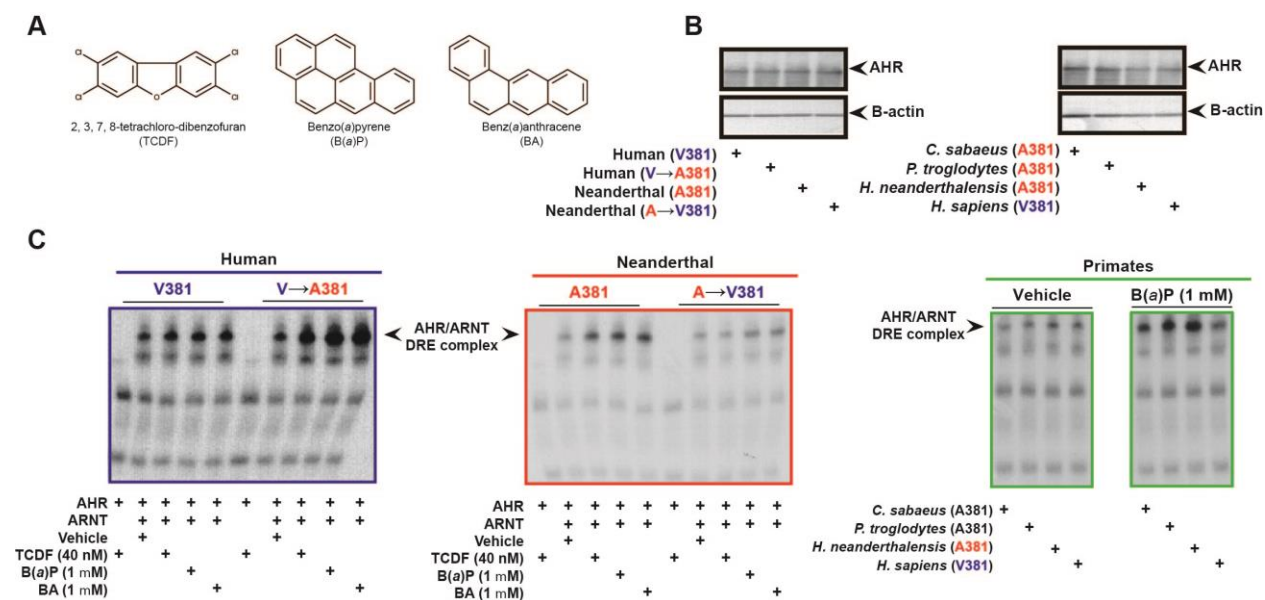 A
Cl
Cl
Cl
O
Cl
2, 3, 7, 8-tetrachloro-dibenzofuran
(TCDF)
Benzo(a)pyrene
(B(a)P)
Benz(a)anthracene
(BA)
B
AHR
B-actin
Human (V381) +
Human (V→A381) +
Neanderthal (A381) +
Neanderthal (A→V381) +
AHR
B-actin
C. sabaeus (A381) +
P. troglodytes (A381) +
H. neanderthalensis (A381) +
H. sapiens (V381) +
C
Human
V381 V→A381
AHR/ARNT
DRE complex
Neanderthal
A381 A→V381
AHR + + + + + + + + + +
ARNT + + + + + + + +
Vehicle + +
TCDF (40 nM) + + + +
B(a)P (1 mM) + +
BA (1 mM) + +
AHR + + + + + + + + + +
ARNT + + + + + + + +
Vehicle + +
TCDF (40 nM) + + + +
B(a)P (1 mM) + +
BA (1 mM) + +
Primates
Vehicle B(a)P (1 mM)
AHR/ARNT
DRE complex
C. sabaeus (A381) + +
P. troglodytes (A381) + +
H. neanderthalensis (A381) + +
H. sapiens (V381) + +